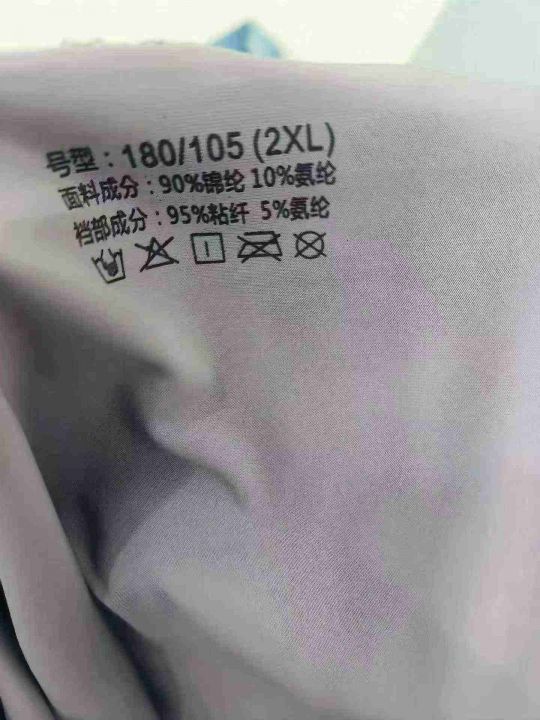 号型：180/105 (2XL)
面料成分：90%锦纶 10%氨纶
裆部成分：95%粘纤 5%氨纶